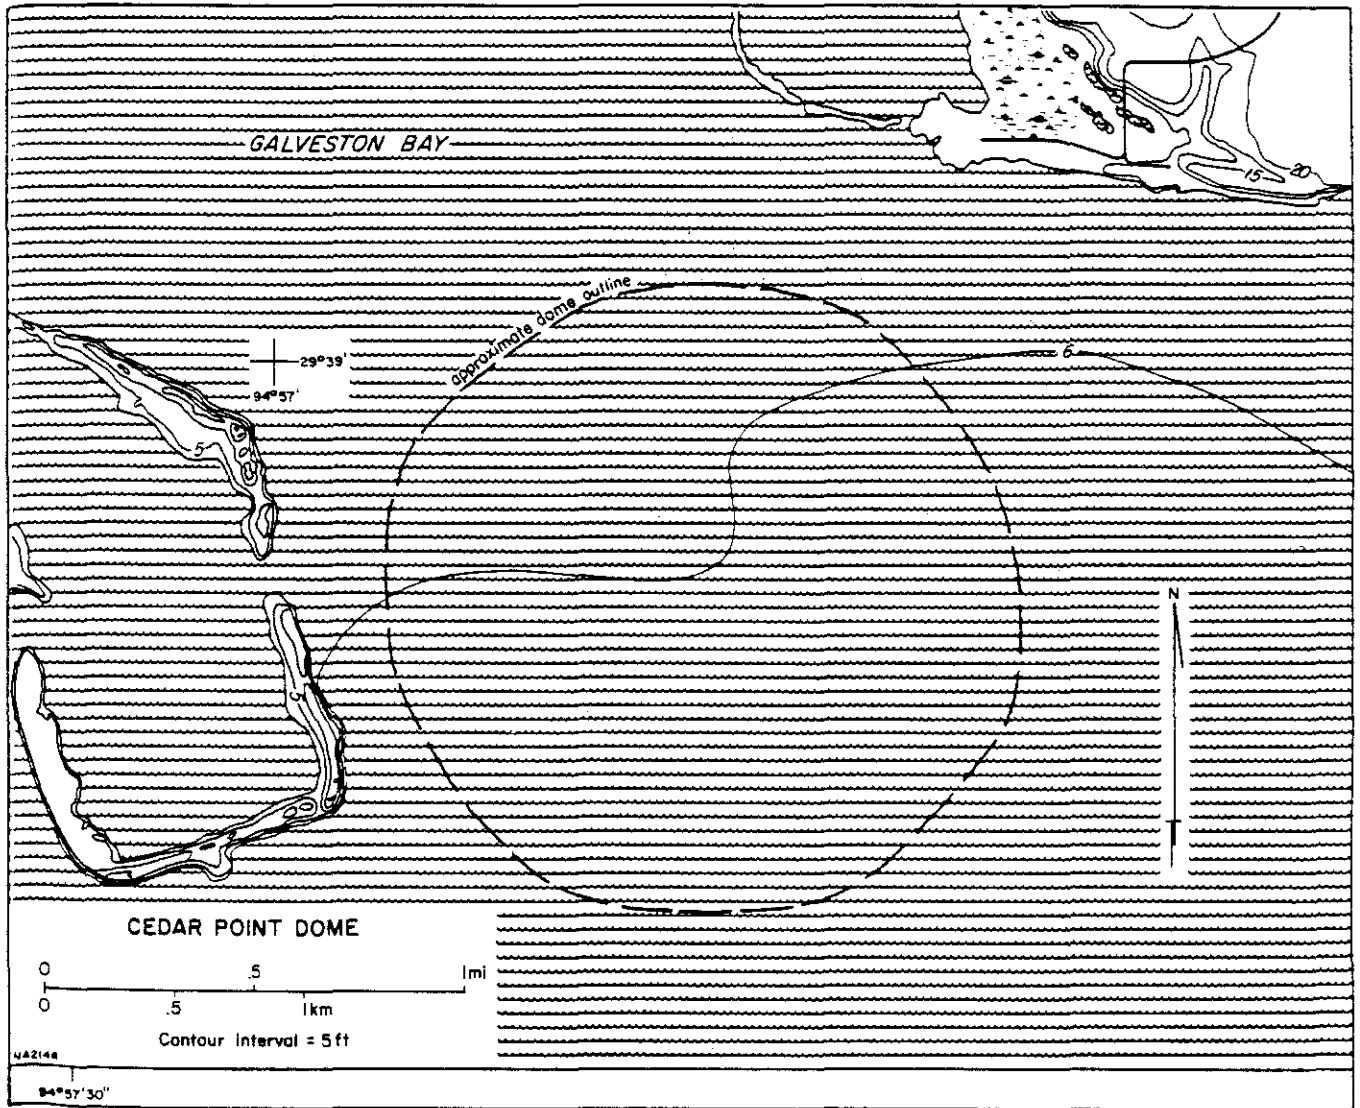 GALVESTON BAY
15
20
approximate dome outline
29°39'
94°57'
6
5
5
N
CEDAR POINT DOME
0 .5 1mi
0 .5 1km
Contour Interval = 5ft
94°57'30"